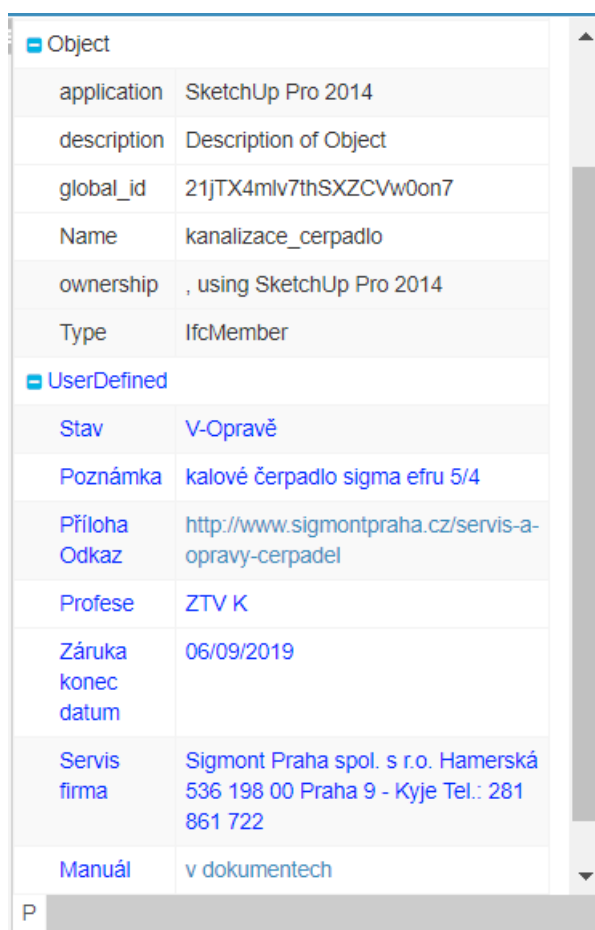 Object
application SketchUp Pro 2014
description Description of Object
global_id 21jTX4mlv7thSXZCVw0on7
Name kanalizace_cerpadlo
ownership , using SketchUp Pro 2014
Type IfcMember
UserDefined
Stav V-Opravě
Poznámka kalové čerpadlo sigma efru 5/4
Příloha http://www.sigmontpraha.cz/servis-a-
Odkaz opravy-cerpadel
Profese ZTV K
Záruka 06/09/2019
konec
datum
Servis Sigmont Praha spol. s r.o. Hamerská
firma 536 198 00 Praha 9 - Kyje Tel.: 281
861 722
Manuál v dokumentech
P